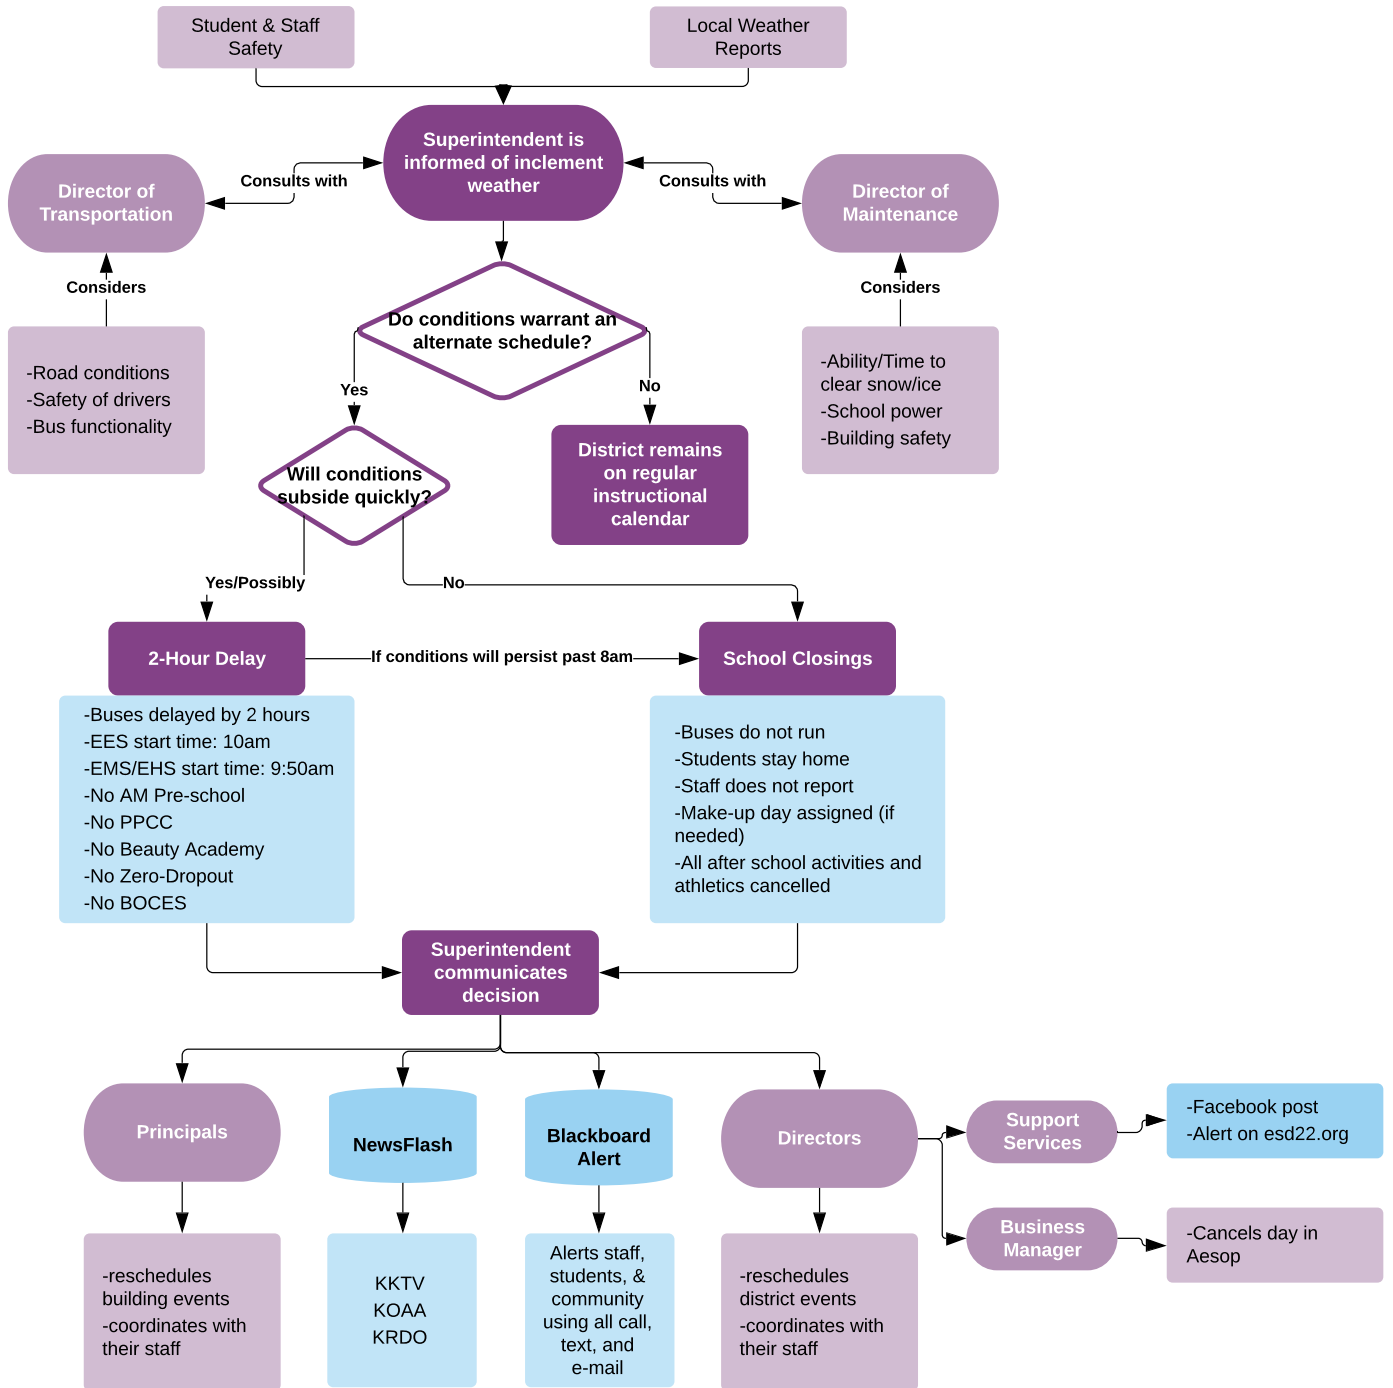 Student & Staff
Safety
Local Weather
Reports
Superintendent is
informed of inclement
weather
Director of
Transportation
Consults with
Consults with
Director of
Maintenance
Considers
Considers
-Road conditions
-Safety of drivers
-Bus functionality
-Ability/Time to
clear snow/ice
-School power
-Building safety
Do conditions warrant an
alternate schedule?
Yes
No
Will conditions
subside quickly?
District remains
on regular
instructional
calendar
Yes/Possibly
No
2-Hour Delay
If conditions will persist past 8am
School Closings
-Buses delayed by 2 hours
-EES start time: 10am
-EMS/EHS start time: 9:50am
-No AM Pre-school
-No PPCC
-No Beauty Academy
-No Zero-Dropout
-No BOCES
-Buses do not run
-Students stay home
-Staff does not report
-Make-up day assigned (if
needed)
-All after school activities and
athletics cancelled
Superintendent
communicates
decision
Principals
NewsFlash
Blackboard
Alert
Directors
Support
Services
-Facebook post
-Alert on esd22.org
Business
Manager
-Cancels day in
Aesop
-reschedules
building events
-coordinates with
their staff
KKTV
KOAA
KRDO
Alerts staff,
students, &
community
using all call,
text, and
e-mail
-reschedules
district events
-coordinates with
their staff